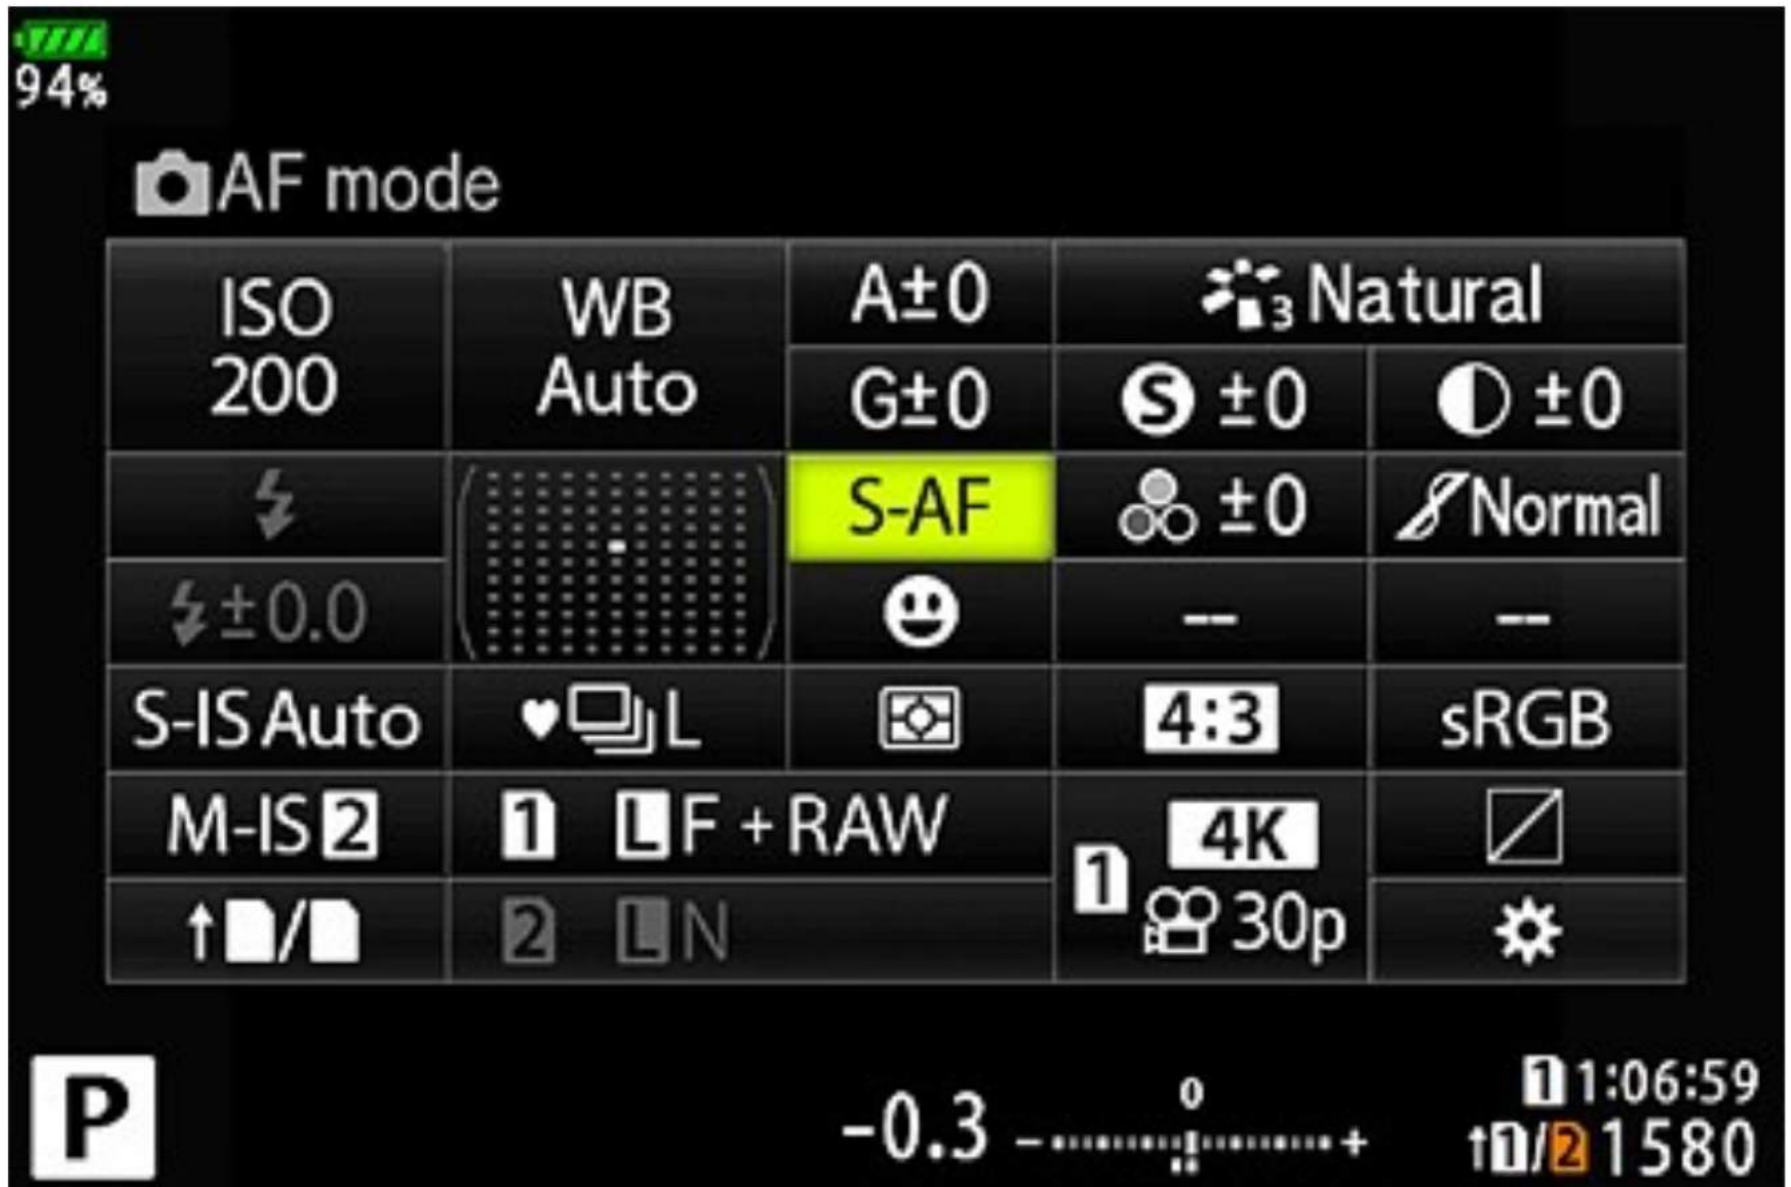 94%
AF mode
ISO 200
WB Auto
A±0
3 Natural
G±0
S ±0
±0
S-AF
±0
Normal
±0.0
--
--
S-IS Auto
L
4:3
sRGB
M-IS 2
1 L F + RAW
1 4K 30p
2 L N
P
-0.3
0
- +
1 1:06:59
1/2 1580